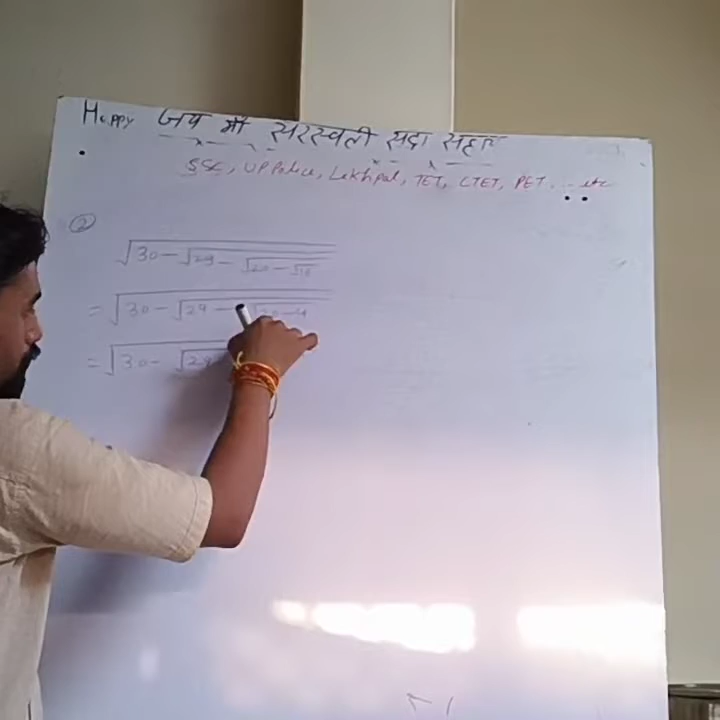 Happy जय माँ सरस्वती सदा सहाय
SSC, UP Police, Lekhpal, TET, CTET, PET... etc
②
√30-√29-√20-√16
=√30-√29-√20-4
=√30-√29